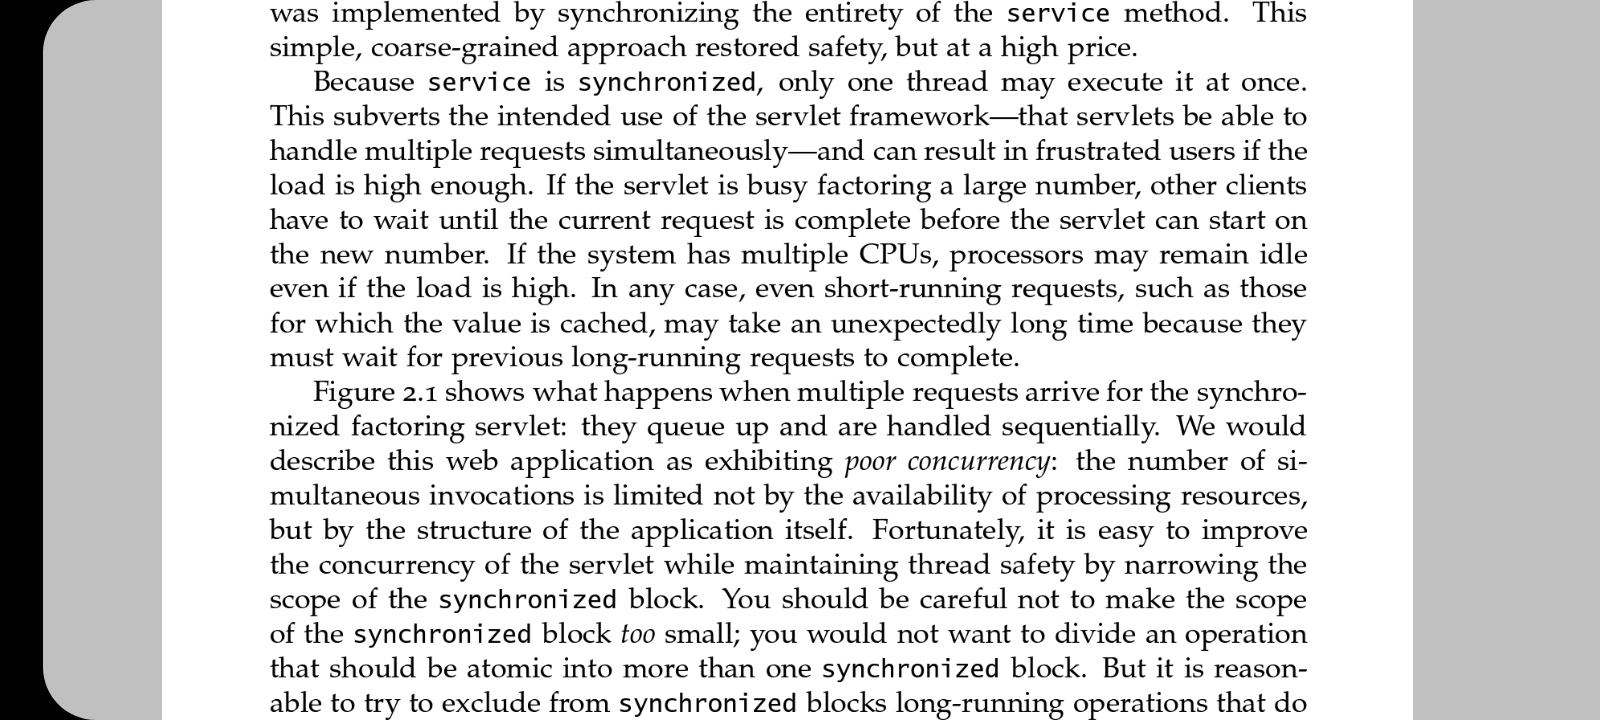 was implemented by synchronizing the entirety of the service method. This
simple, coarse-grained approach restored safety, but at a high price.
Because service is synchronized, only one thread may execute it at once.
This subverts the intended use of the servlet framework—that servlets be able to
handle multiple requests simultaneously—and can result in frustrated users if the
load is high enough. If the servlet is busy factoring a large number, other clients
have to wait until the current request is complete before the servlet can start on
the new number. If the system has multiple CPUs, processors may remain idle
even if the load is high. In any case, even short-running requests, such as those
for which the value is cached, may take an unexpectedly long time because they
must wait for previous long-running requests to complete.
Figure 2.1 shows what happens when multiple requests arrive for the synchro-
nized factoring servlet: they queue up and are handled sequentially. We would
describe this web application as exhibiting poor concurrency: the number of si-
multaneous invocations is limited not by the availability of processing resources,
but by the structure of the application itself. Fortunately, it is easy to improve
the concurrency of the servlet while maintaining thread safety by narrowing the
scope of the synchronized block. You should be careful not to make the scope
of the synchronized block too small; you would not want to divide an operation
that should be atomic into more than one synchronized block. But it is reason-
able to try to exclude from synchronized blocks long-running operations that do